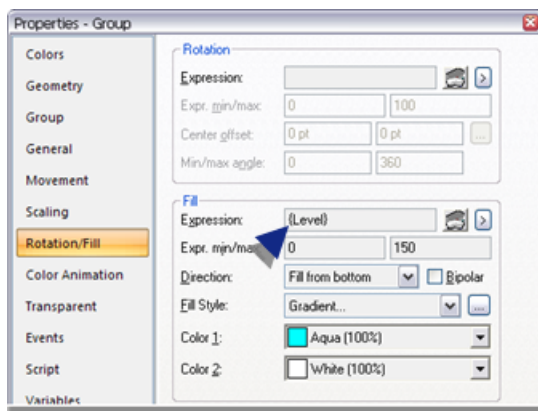 Properties - Group
Colors
Geometry
Group
General
Movement
Scaling
Rotation/Fill
Color Animation
Transparent
Events
Script
Variables
Rotation
Expression:
Expr. min/max: 0 100
Center offset: 0 pt 0 pt ...
Min/max angle: 0 360
Fill
Expression: {Level}
Expr. min/max: 0 150
Direction: Fill from bottom Bipolar
Fill Style: Gradient... ...
Color 1: Aqua (100%)
Color 2: White (100%)